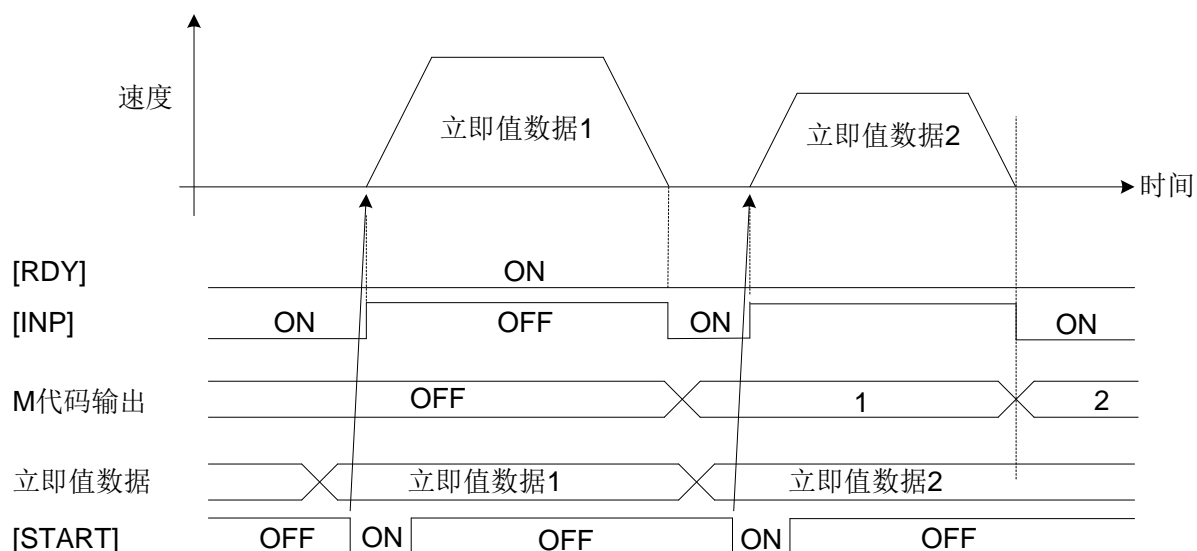 速度
立即值数据1
立即值数据2
时间
[RDY] ON
[INP] ON OFF ON ON
M代码输出 OFF 1 2
立即值数据 立即值数据1 立即值数据2
[START] OFF ON OFF ON OFF